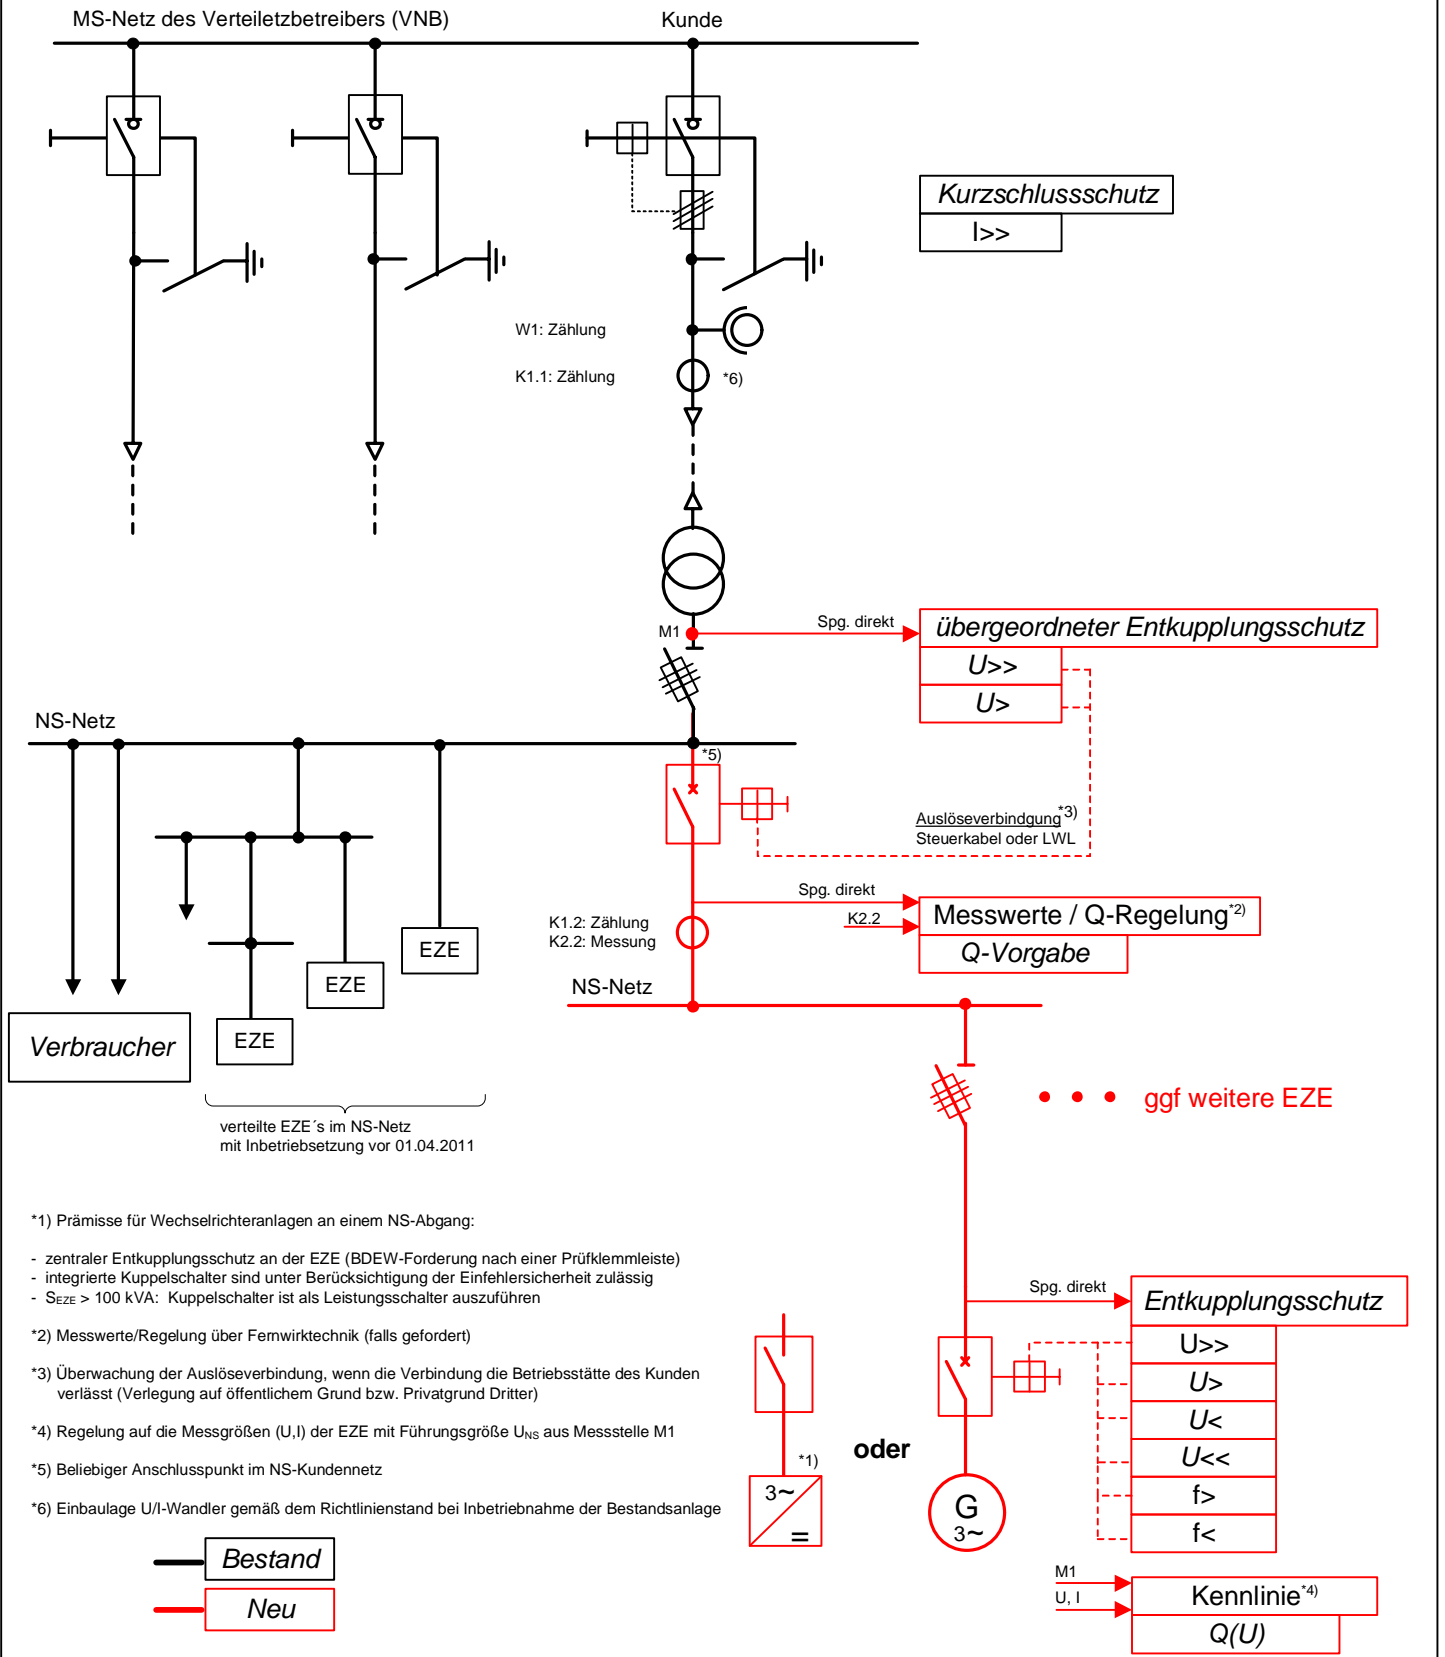 MS-Netz des Verteiletzbetreibers (VNB)
Kunde
Kurzschlussschutz
I>>
W1: Zählung
K1.1: Zählung
*6)
M1
Spg. direkt
übergeordneter Entkupplungsschutz
U>>
U>
NS-Netz
*5)
Auslöseverbindgung*3)
Steuerkabel oder LWL
Spg. direkt
K1.2: Zählung
K2.2: Messung
K2.2
Messwerte / Q-Regelung*2)
Q-Vorgabe
EZE
EZE
EZE
NS-Netz
Verbraucher
ggf weitere EZE
verteilte EZE´s im NS-Netz
mit Inbetriebsetzung vor 01.04.2011
*1) Prämisse für Wechselrichteranlagen an einem NS-Abgang:
- zentraler Entkupplungsschutz an der EZE (BDEW-Forderung nach einer Prüfklemmleiste)
- integrierte Kuppelschalter sind unter Berücksichtigung der Einfehlersicherheit zulässig
- SEZE > 100 kVA: Kuppelschalter ist als Leistungsschalter auszuführen
*2) Messwerte/Regelung über Fernwirktechnik (falls gefordert)
*3) Überwachung der Auslöseverbindung, wenn die Verbindung die Betriebsstätte des Kunden
verlässt (Verlegung auf öffentlichem Grund bzw. Privatgrund Dritter)
*4) Regelung auf die Messgrößen (U,I) der EZE mit Führungsgröße UNS aus Messstelle M1
*5) Beliebiger Anschlusspunkt im NS-Kundennetz
*6) Einbaulage U/I-Wandler gemäß dem Richtlinienstand bei Inbetriebnahme der Bestandsanlage
Spg. direkt
Entkupplungsschutz
U>>
U>
U<
U<<
f>
f<
*1)
3~
=
oder
G
3~
M1
U, I
Kennlinie*4)
Q(U)
Bestand
Neu